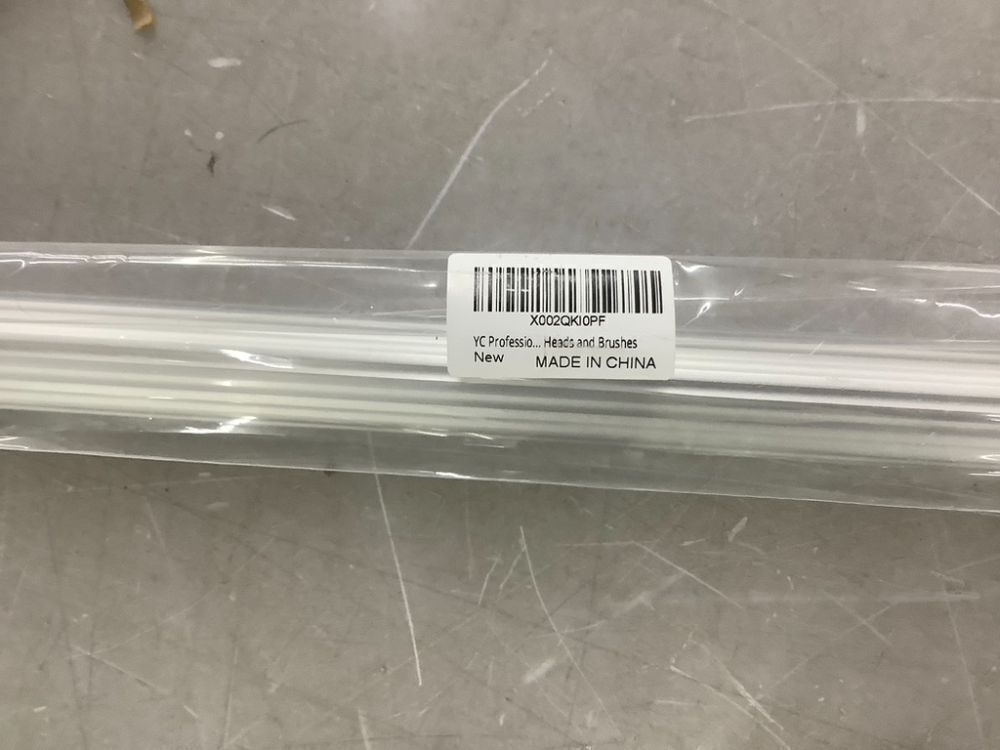 X002QKI0PF
YC Professio... Heads and Brushes
New
MADE IN CHINA